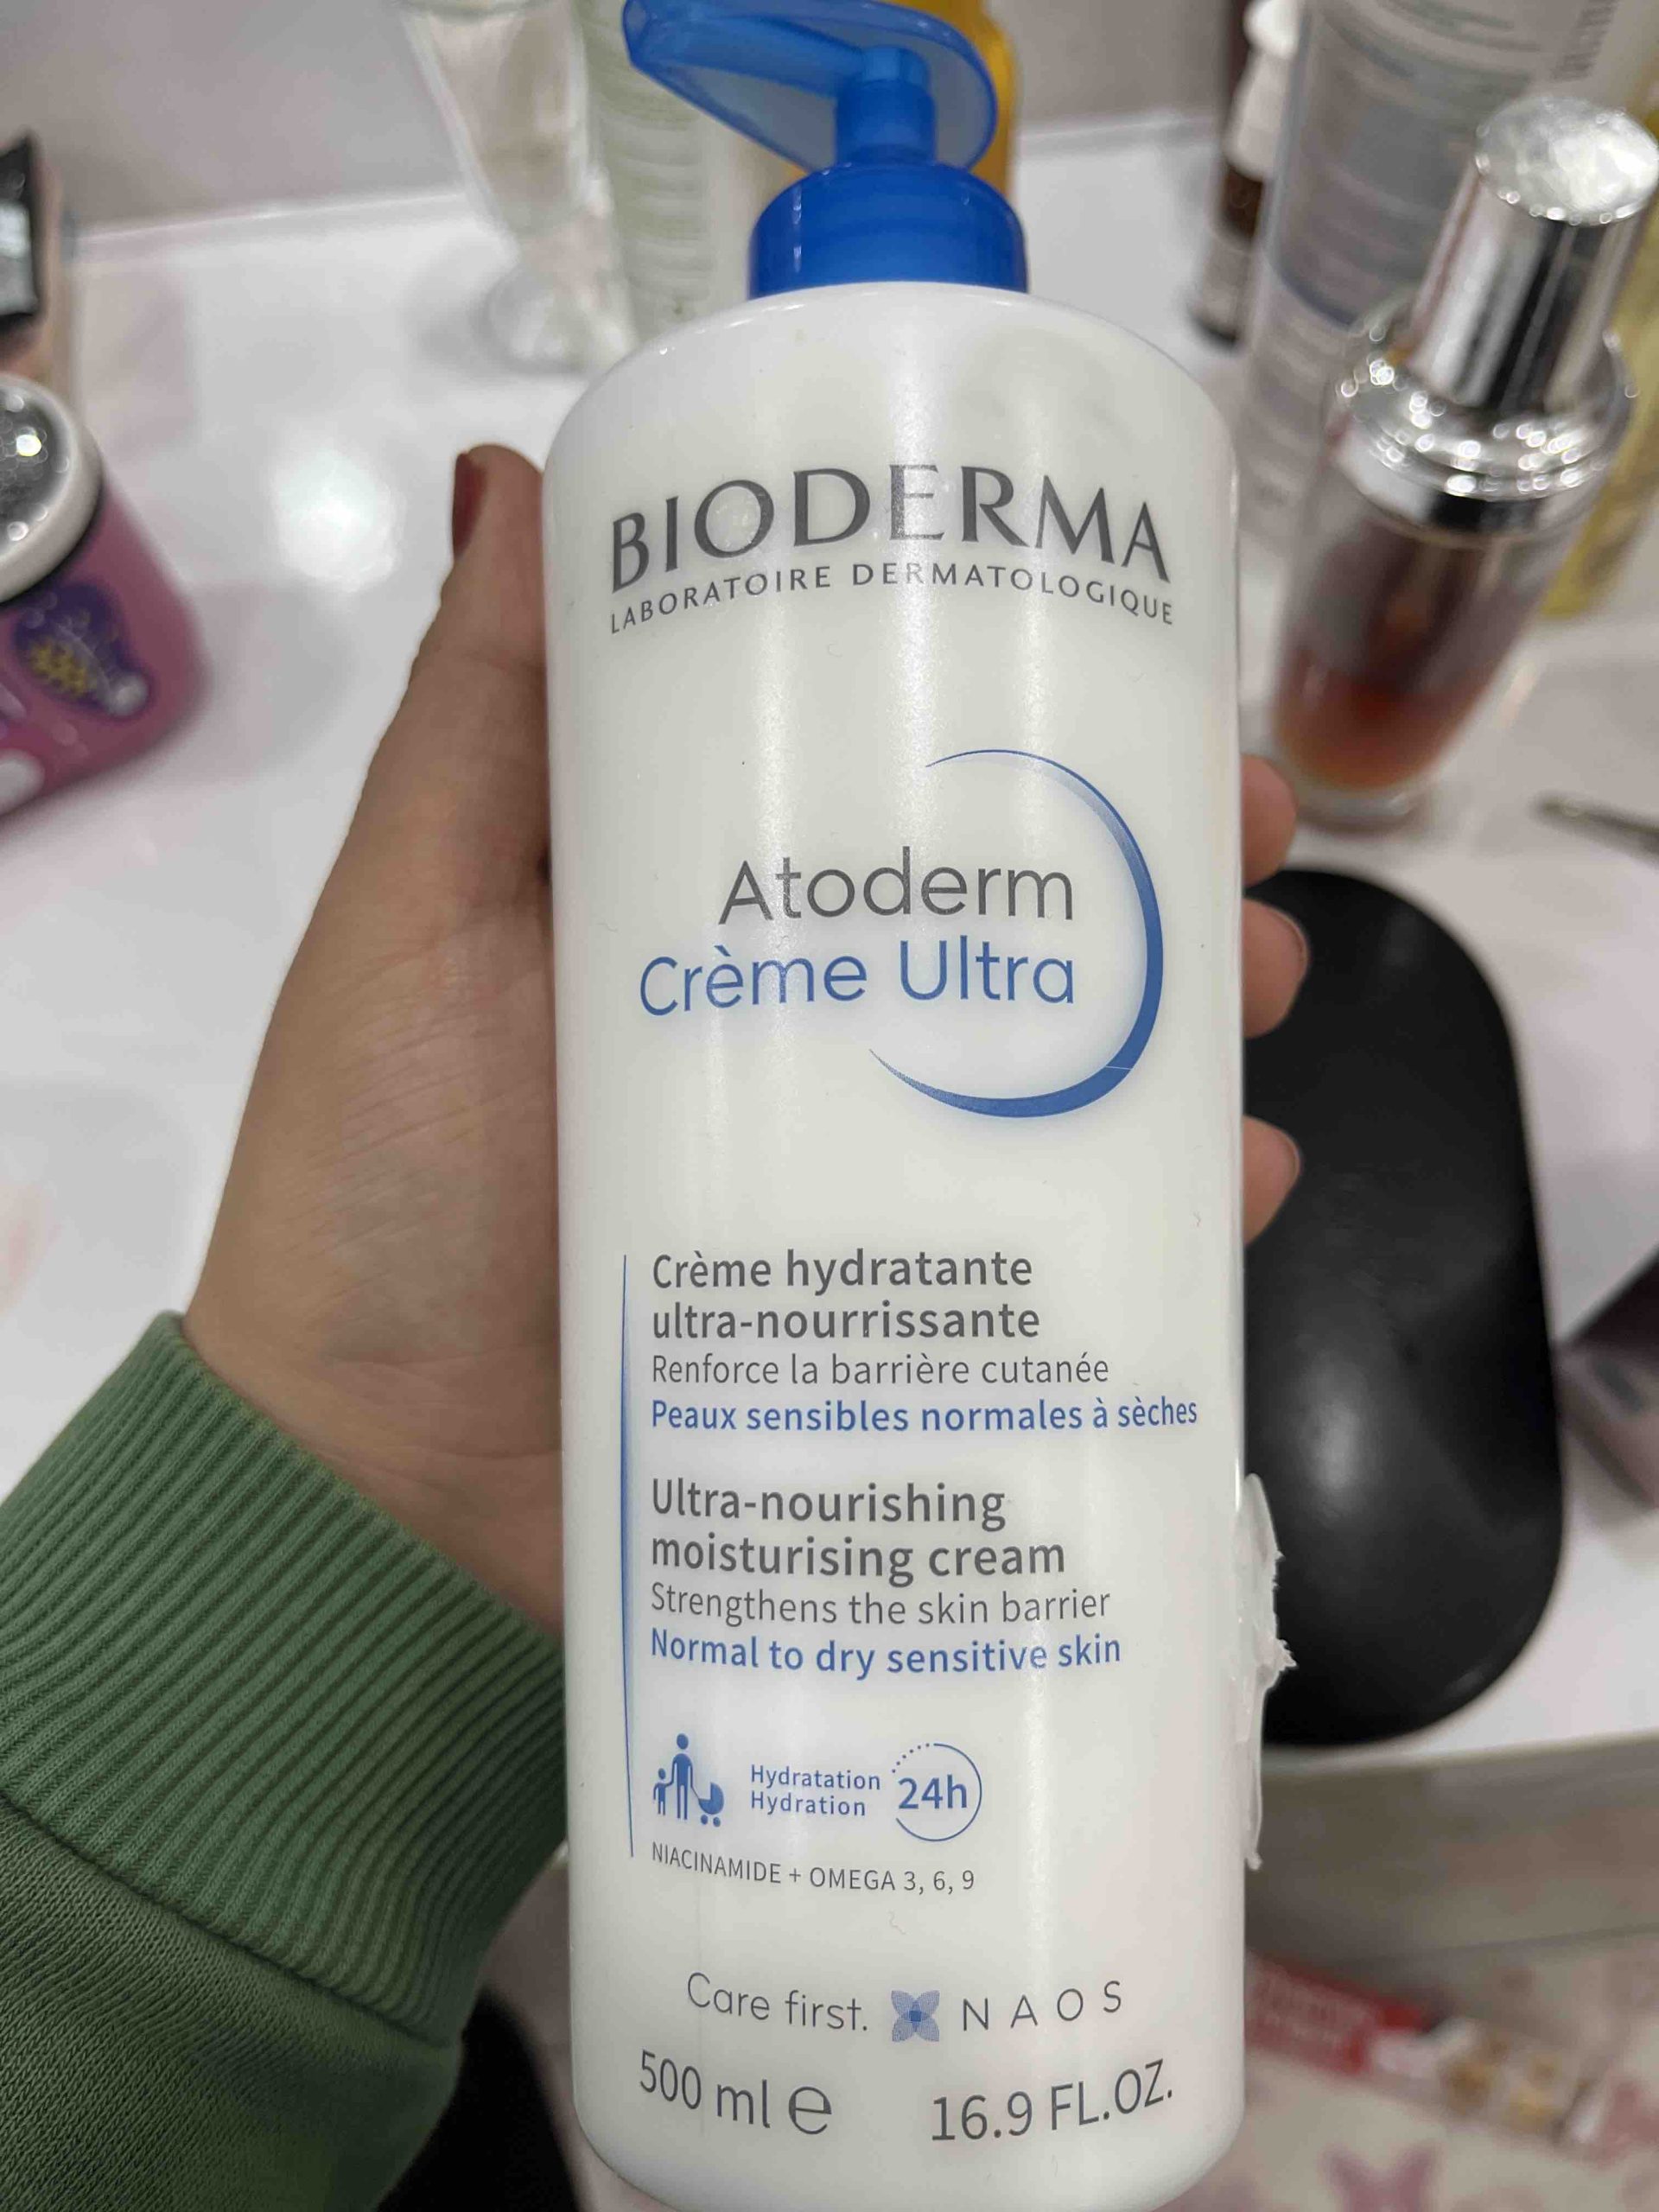 BIODERMA
LABORATOIRE DERMATOLOGIQUE
Atoderm
Crème Ultra
Crème hydratante
ultra-nourrissante
Renforce la barrière cutanée
Peaux sensibles normales à sèches
Ultra-nourishing
moisturising cream
Strengthens the skin barrier
Normal to dry sensitive skin
Hydratation
Hydration
24h
NIACINAMIDE + OMEGA 3, 6, 9
Care first. NAOS
500 ml e 16.9 FL.OZ.